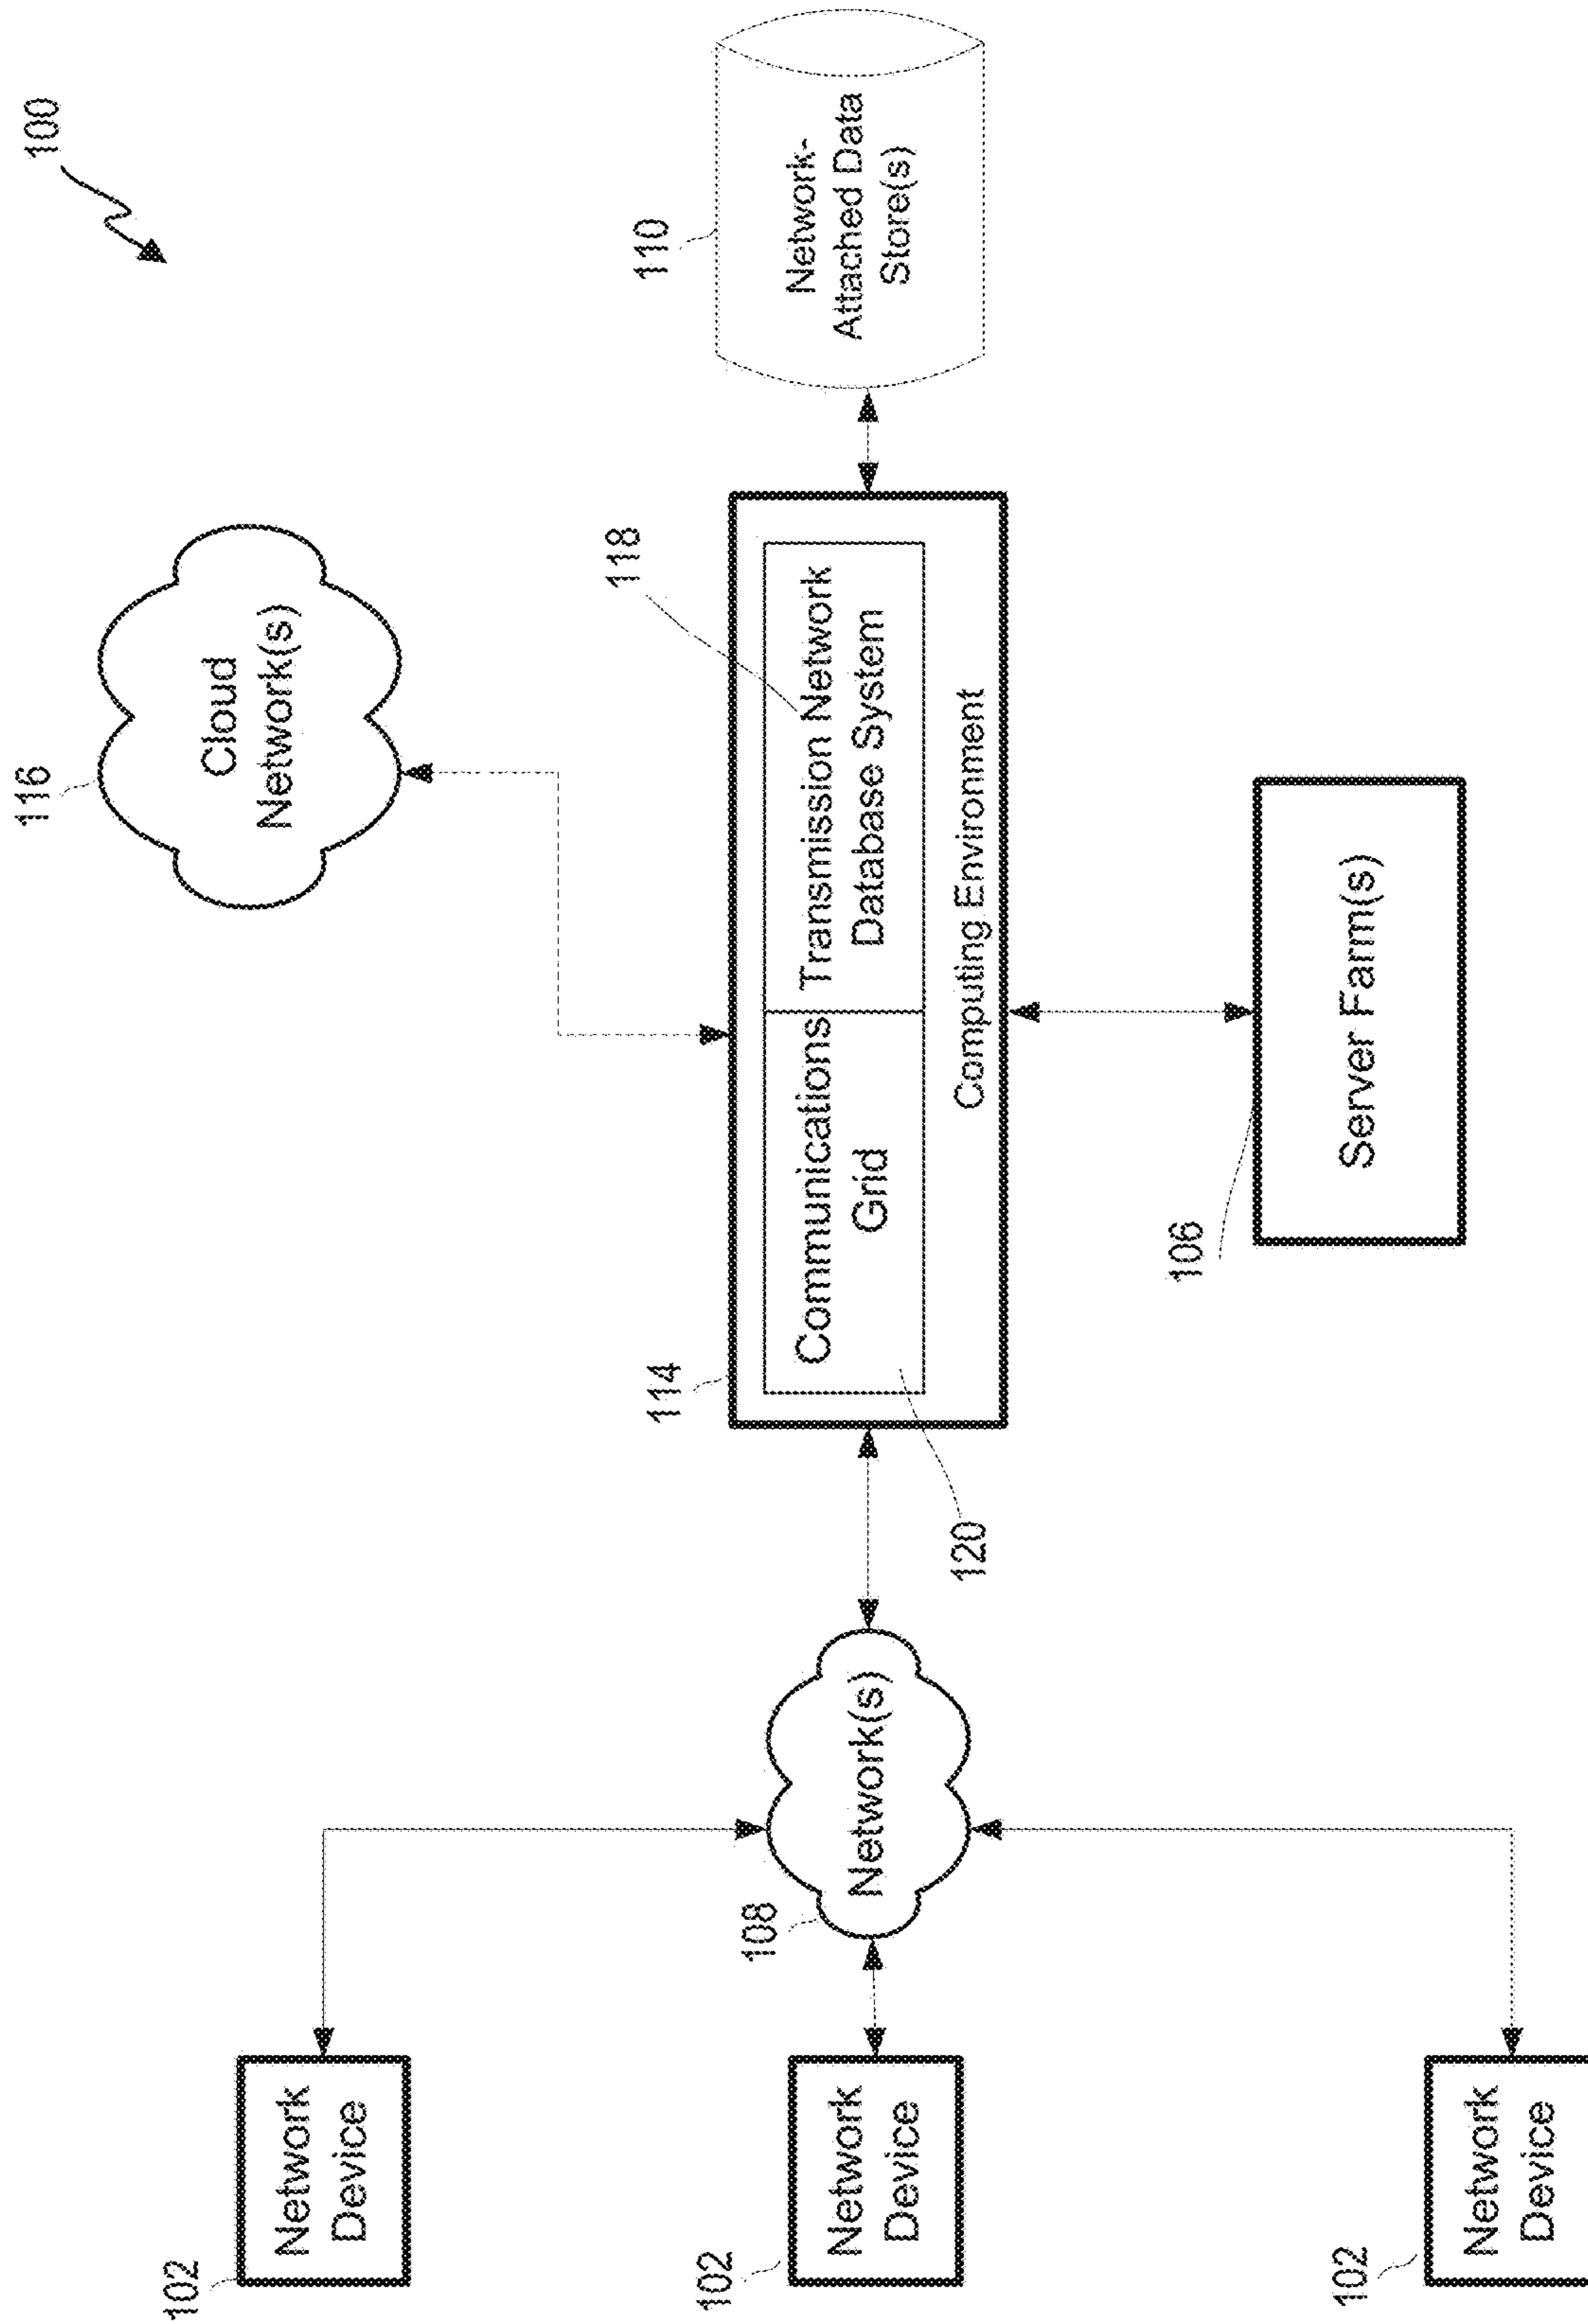 100
116
Cloud
Network(s)
110
Network-
Attached Data
Store(s)
118
114
Communications
Grid
Transmission Network
Database System
Computing Environment
120
106
Server Farm(s)
108
Network(s)
102
Network
Device
102
Network
Device
102
Network
Device